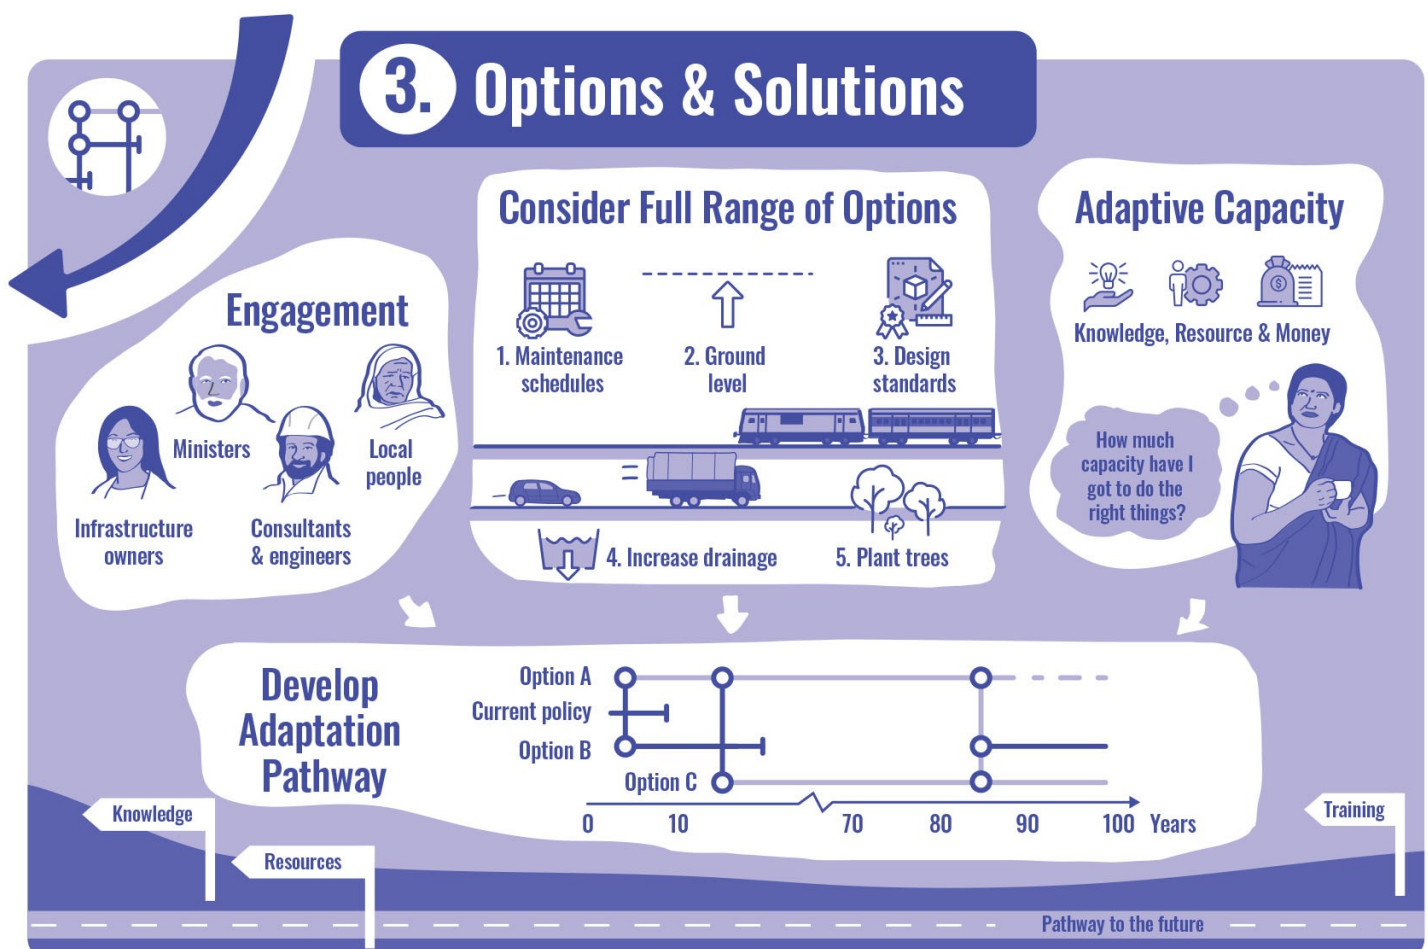 3. Options & Solutions
Engagement
Ministers
Local
people
Infrastructure
owners
Consultants
& engineers
Consider Full Range of Options
1. Maintenance
schedules
2. Ground
level
3. Design
standards
4. Increase drainage
5. Plant trees
Adaptive Capacity
$
Knowledge, Resource & Money
How much
capacity have I
got to do the
right things?
Develop
Adaptation
Pathway
Option A
Current policy
Option B
Option C
0 10 70 80 90 100 Years
Knowledge
Resources
Training
Pathway to the future